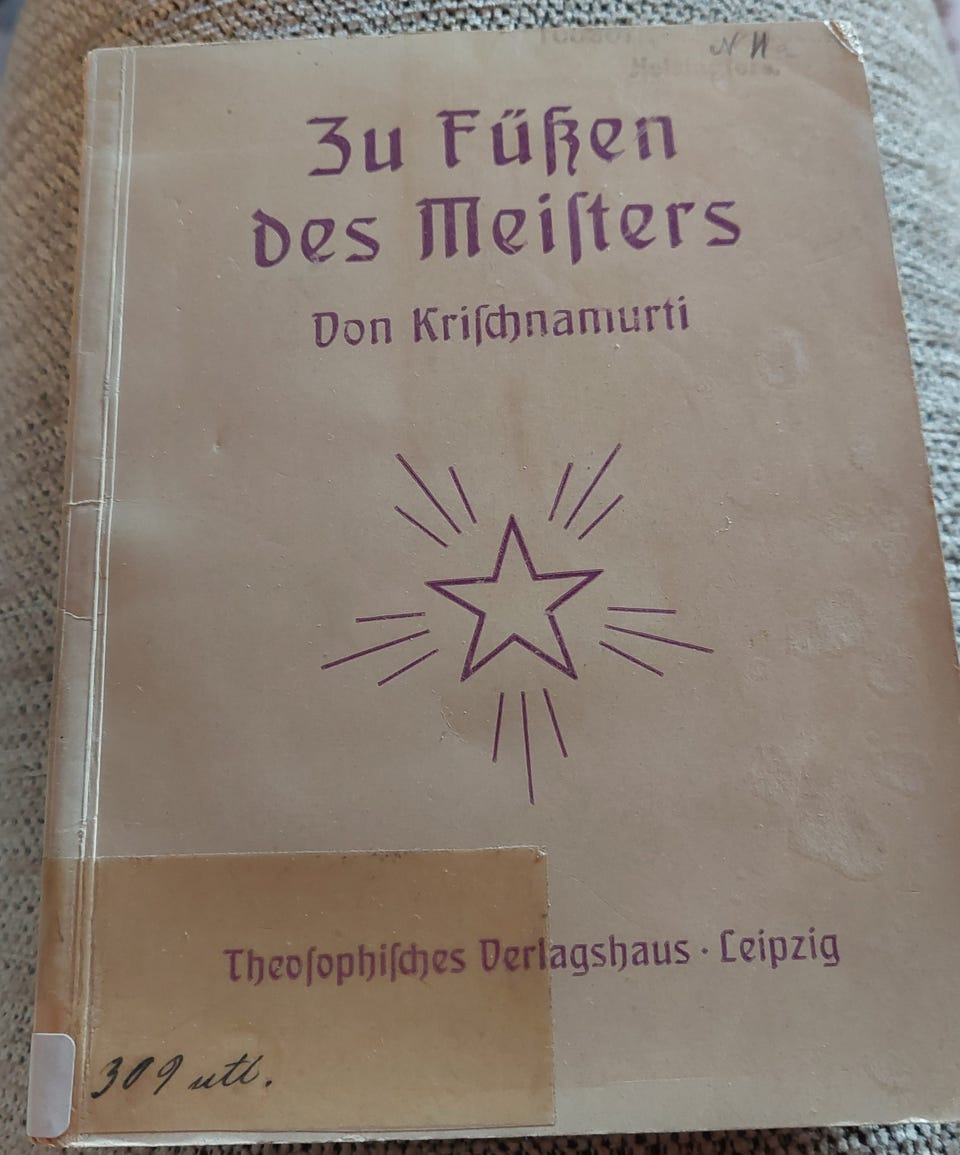 N H
Zu Füßen
des Meiſters
Von Kriſchnamurti
Theoſophiſches Verlagshaus · Leipzig
309 utl.